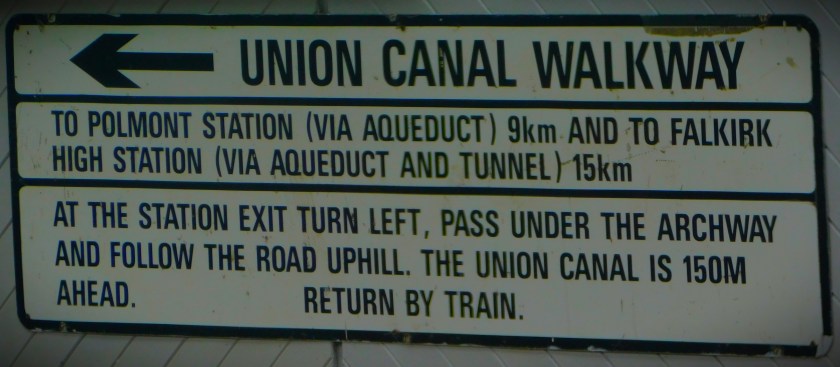 UNION CANAL WALKWAY
TO POLMONT STATION (VIA AQUEDUCT) 9km AND TO FALKIRK
HIGH STATION (VIA AQUEDUCT AND TUNNEL) 15km
AT THE STATION EXIT TURN LEFT, PASS UNDER THE ARCHWAY
AND FOLLOW THE ROAD UPHILL. THE UNION CANAL IS 150M
AHEAD. RETURN BY TRAIN.